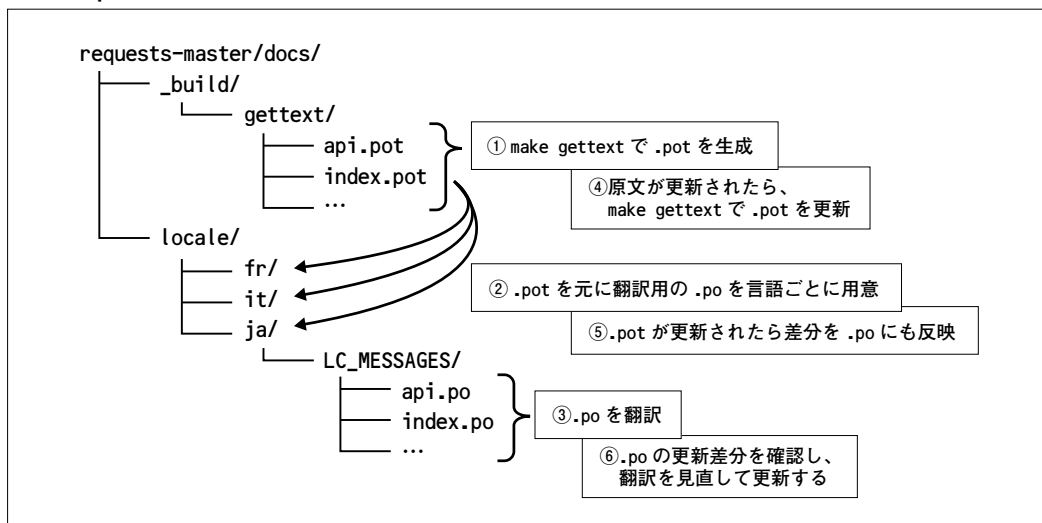 requests-master/docs/
_build/
gettext/
api.pot
index.pot
…
① make gettext で .pot を生成
④原文が更新されたら、
make gettext で .pot を更新
locale/
fr/
it/
ja/
② .pot を元に翻訳用の .po を言語ごとに用意
⑤.pot が更新されたら差分を .po にも反映
LC_MESSAGES/
api.po
index.po
…
③.po を翻訳
⑥.po の更新差分を確認し、
翻訳を見直して更新する